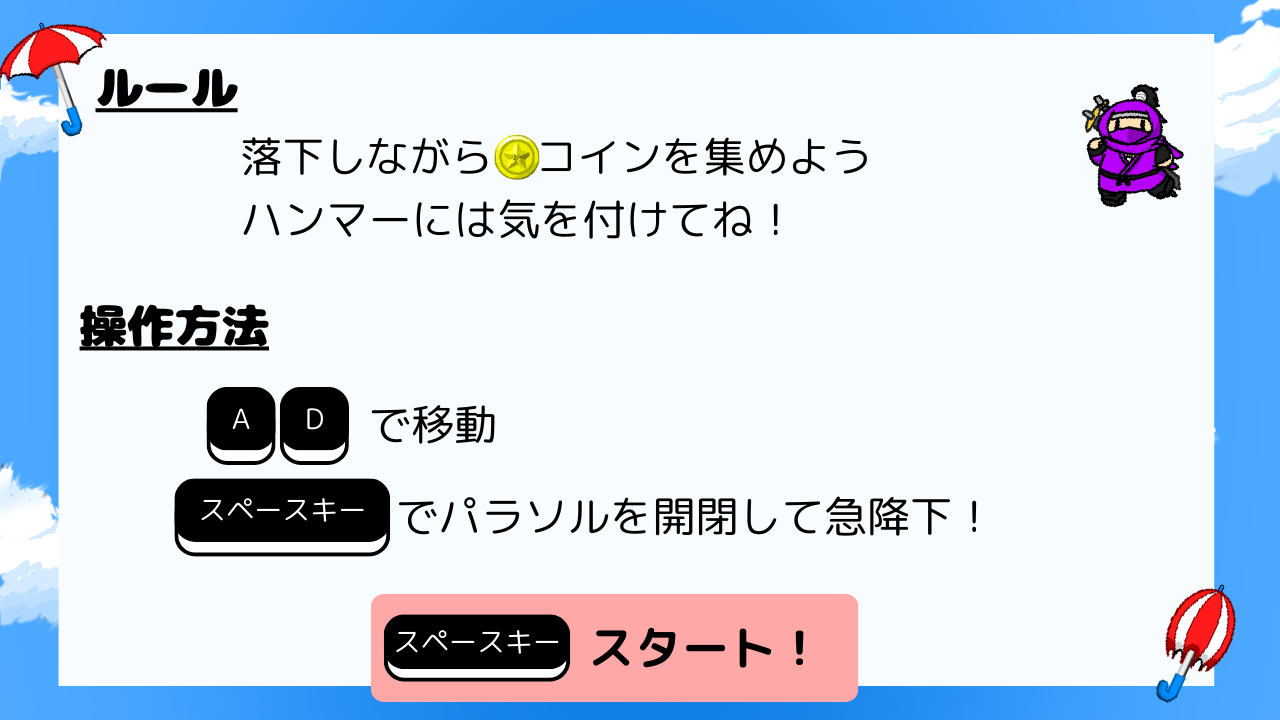 ルール
落下しながらコインを集めよう
ハンマーには気を付けてね！
操作方法
A D で移動
スペースキー でパラソルを開閉して急降下！
スペースキー スタート！